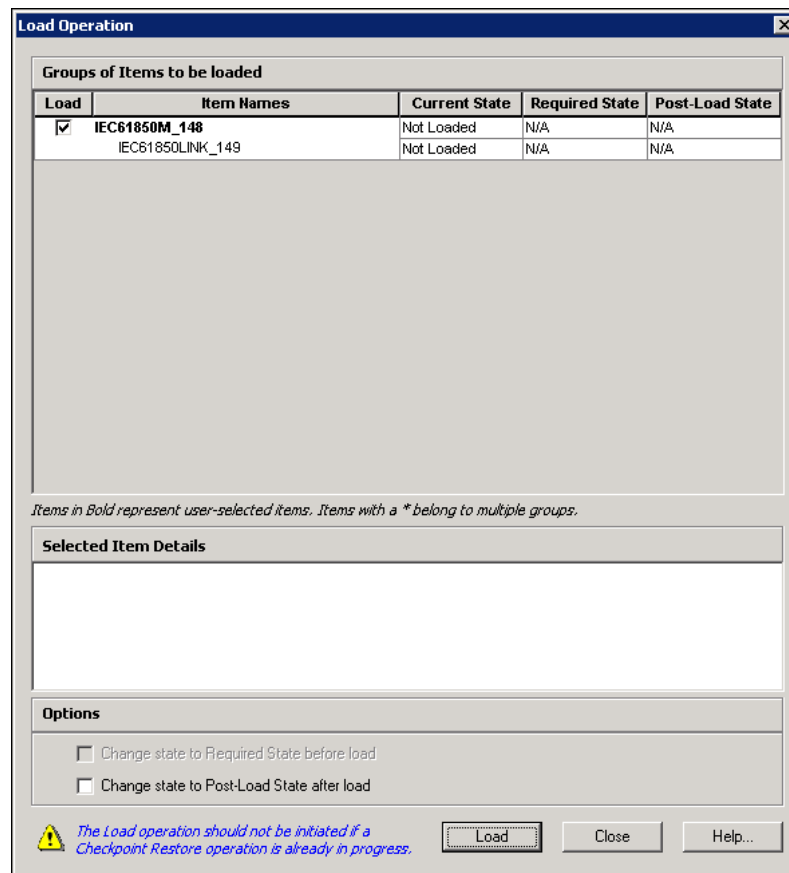 Load Operation
Groups of Items to be loaded
Load Item Names Current State Required State Post-Load State
IEC61850M_148 Not Loaded N/A N/A
IEC61850LINK_149 Not Loaded N/A N/A
Items in Bold represent user-selected items. Items with a * belong to multiple groups.
Selected Item Details
Options
Change state to Required State before load
Change state to Post-Load State after load
The Load operation should not be initiated if a
Checkpoint Restore operation is already in progress.
Load Close Help...